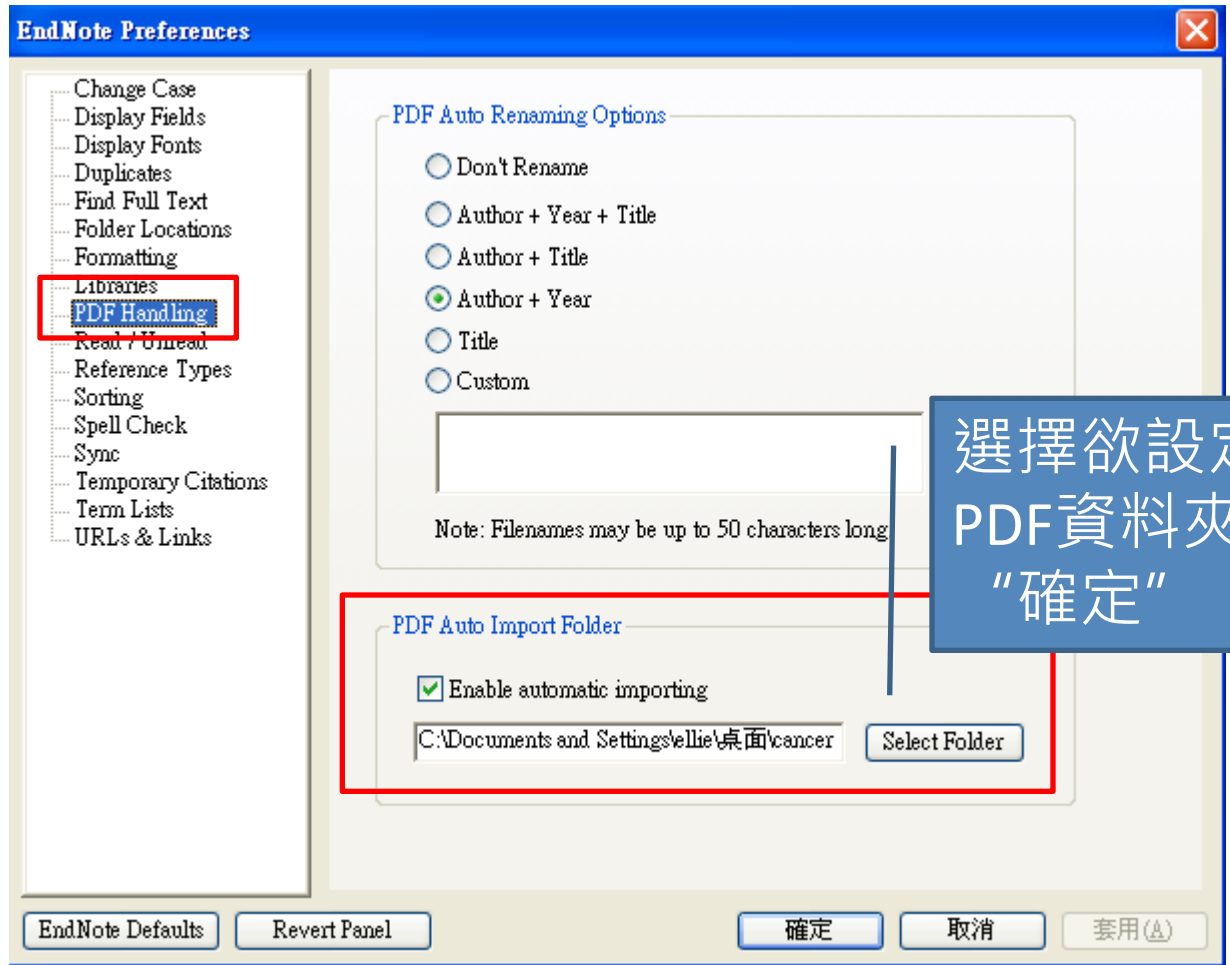 EndNote Preferences
Change Case
Display Fields
Display Fonts
Duplicates
Find Full Text
Folder Locations
Formatting
Libraries
PDF Handling
Read / Unread
Reference Types
Sorting
Spell Check
Sync
Temporary Citations
Term Lists
URLs & Links
PDF Auto Renaming Options
Don't Rename
Author + Year + Title
Author + Title
Author + Year
Title
Custom
Note: Filenames may be up to 50 characters long
選擇欲設定
PDF資料夾
“確定”
PDF Auto Import Folder
Enable automatic importing
C:\Documents and Settings\ellie\桌面\cancer
Select Folder
EndNote Defaults
Revert Panel
確定
取消
套用(A)